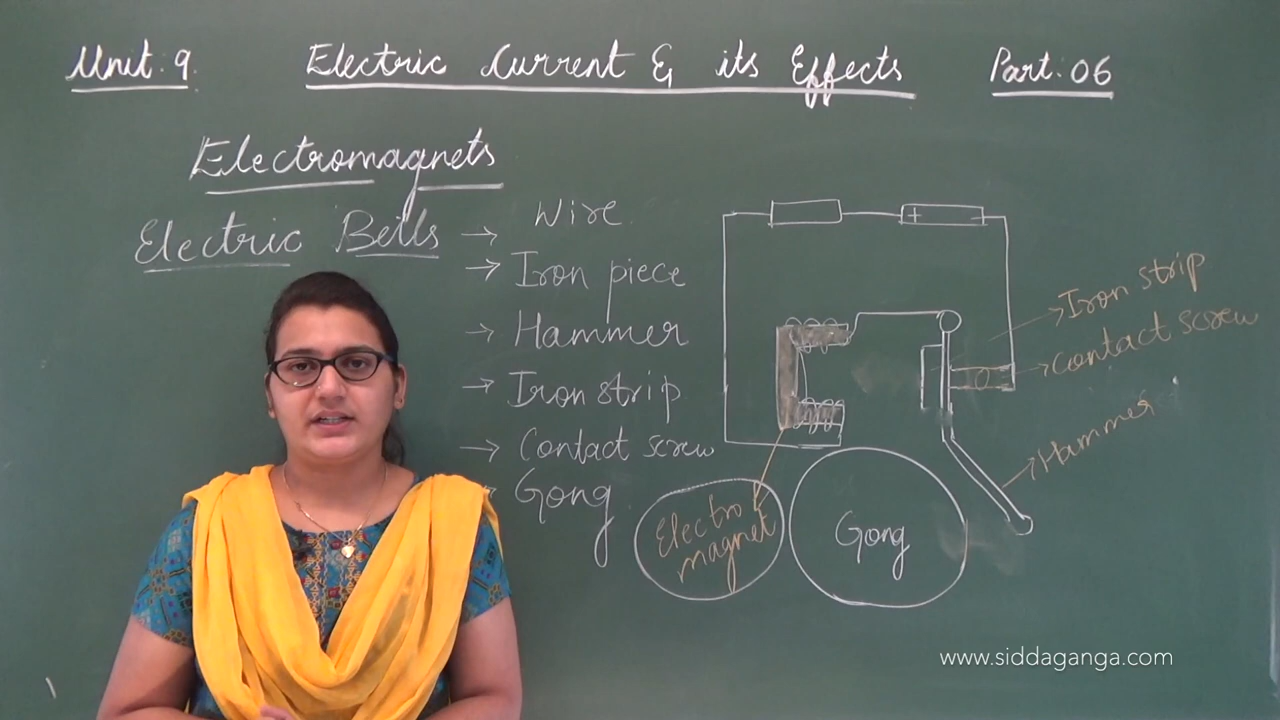 Unit: 9. Electric Current & its Effects Part: 06
Electromagnets
Electric Bells → Wire
→ Iron piece
→ Hammer
→ Iron strip
→ Contact screw
Gong
+ -
Iron strip
Contact screw
Hammer
Electro
magnet
Gong
www.siddaganga.com